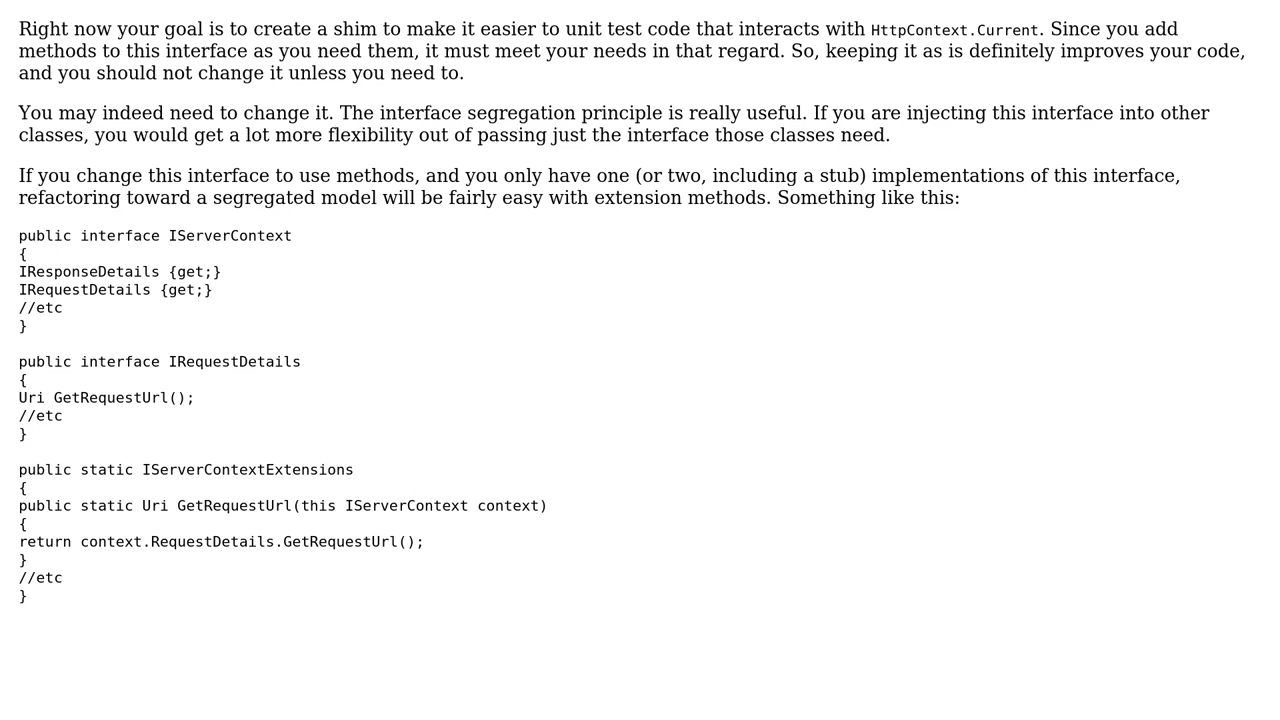 Right now your goal is to create a shim to make it easier to unit test code that interacts with HttpContext.Current. Since you add
methods to this interface as you need them, it must meet your needs in that regard. So, keeping it as is definitely improves your code,
and you should not change it unless you need to.
You may indeed need to change it. The interface segregation principle is really useful. If you are injecting this interface into other
classes, you would get a lot more flexibility out of passing just the interface those classes need.
If you change this interface to use methods, and you only have one (or two, including a stub) implementations of this interface,
refactoring toward a segregated model will be fairly easy with extension methods. Something like this:
public interface IServerContext
{
IResponseDetails {get;}
IRequestDetails {get;}
//etc
}
public interface IRequestDetails
{
Uri GetRequestUrl();
//etc
}
public static IServerContextExtensions
{
public static Uri GetRequestUrl(this IServerContext context)
{
return context.RequestDetails.GetRequestUrl();
}
//etc
}